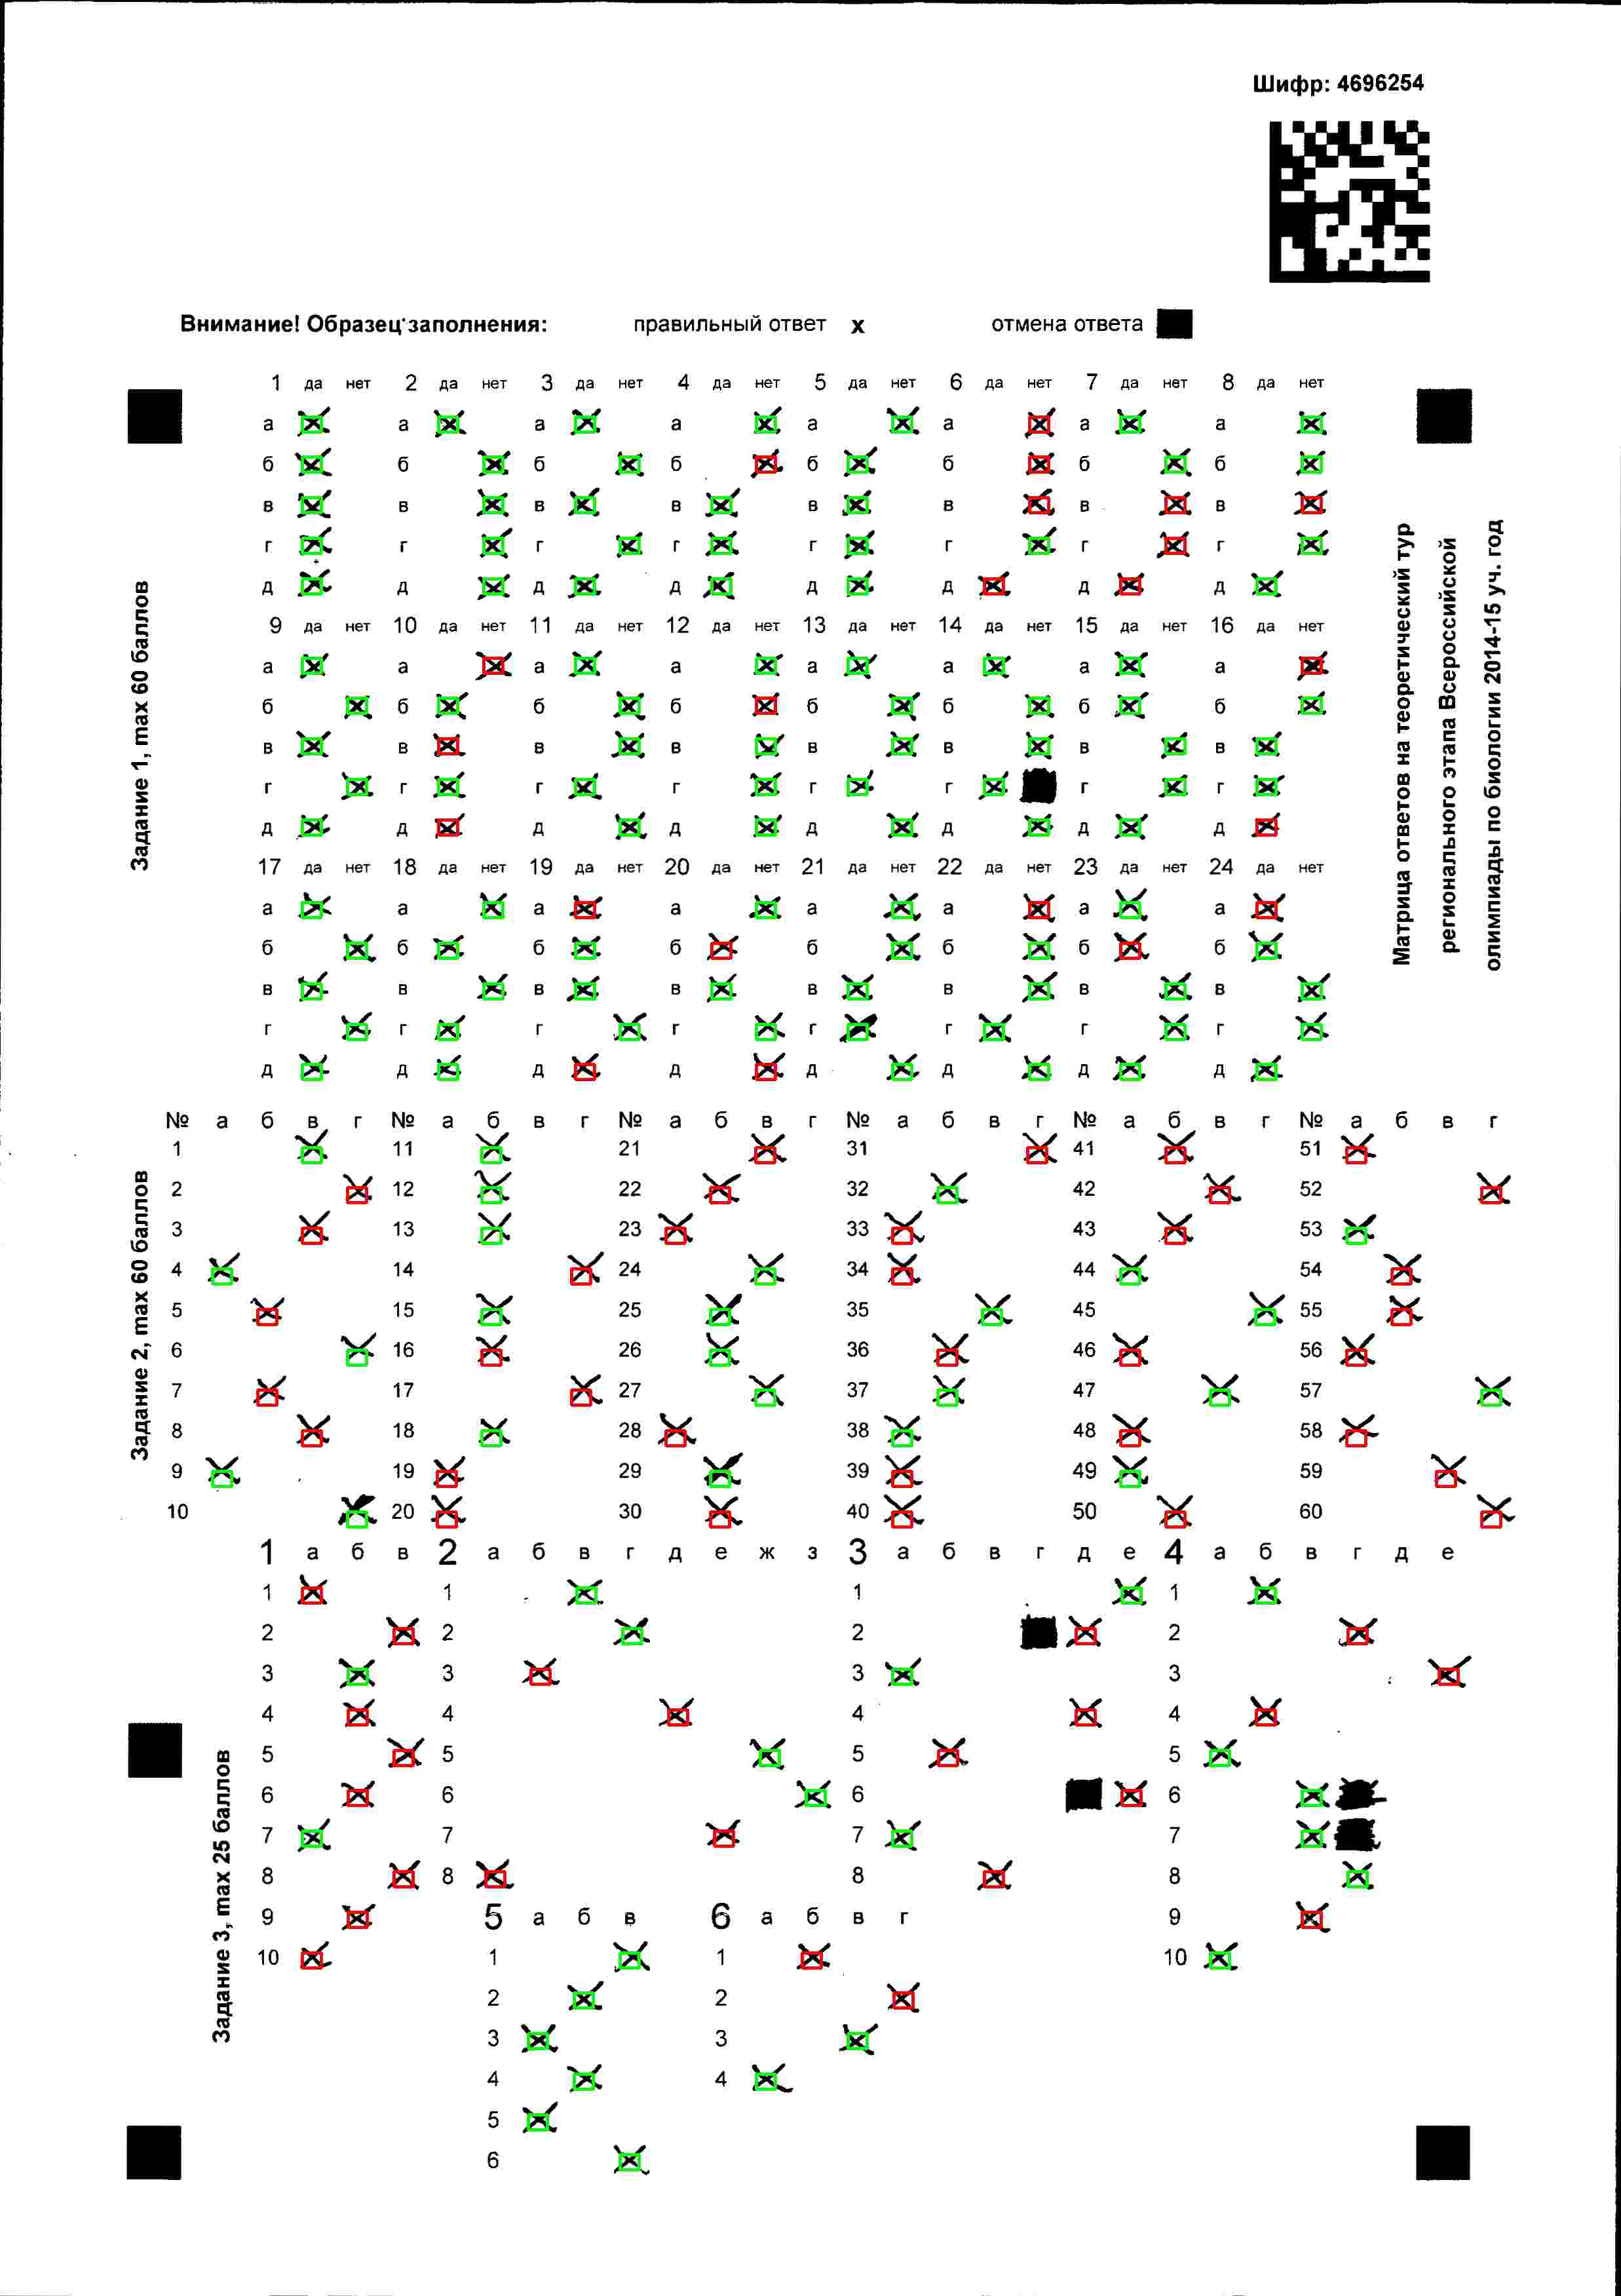 Шифр: 4696254
Внимание! Образец заполнения: правильный ответ х отмена ответа
1 да нет 2 да нет 3 да нет 4 да нет 5 да нет 6 да нет 7 да нет 8 да нет
а а а а а а а а
б б б б б б б б
в в в в в в в в
г г г г г г г г
д д д д д д д д
9 да нет 10 да нет 11 да нет 12 да нет 13 да нет 14 да нет 15 да нет 16 да нет
а а а а а а а а
б б б б б б б б
в в в в в в в в
г г г г г г г г
д д д д д д д д
17 да нет 18 да нет 19 да нет 20 да нет 21 да нет 22 да нет 23 да нет 24 да нет
а а а а а а а а
б б б б б б б б
в в в в в в в в
г г г г г г г г
д д д д д д д д
Задание 1, max 60 баллов
Матрица ответов на теоретический тур
регионального этапа Всероссийской
олимпиады по биологии 2014-15 уч. год
№ а б в г № а б в г № а б в г № а б в г № а б в г № а б в г
1 11 21 31 41 51
2 12 22 32 42 52
3 13 23 33 43 53
4 14 24 34 44 54
5 15 25 35 45 55
6 16 26 36 46 56
7 17 27 37 47 57
8 18 28 38 48 58
9 19 29 39 49 59
10 20 30 40 50 60
Задание 2, max 60 баллов
1 а б в 2 а б в г д е ж з 3 а б в г д е 4 а б в г д е
1 1 1 1
2 2 2 2
3 3 3 3
4 4 4 4
5 5 5 5
6 6 6 6
7 7 7 7
8 8 8 8
9 5 а б в 6 а б в г 9
10 1 1 10
2 2
3 3
4 4
5
6
Задание 3, max 25 баллов